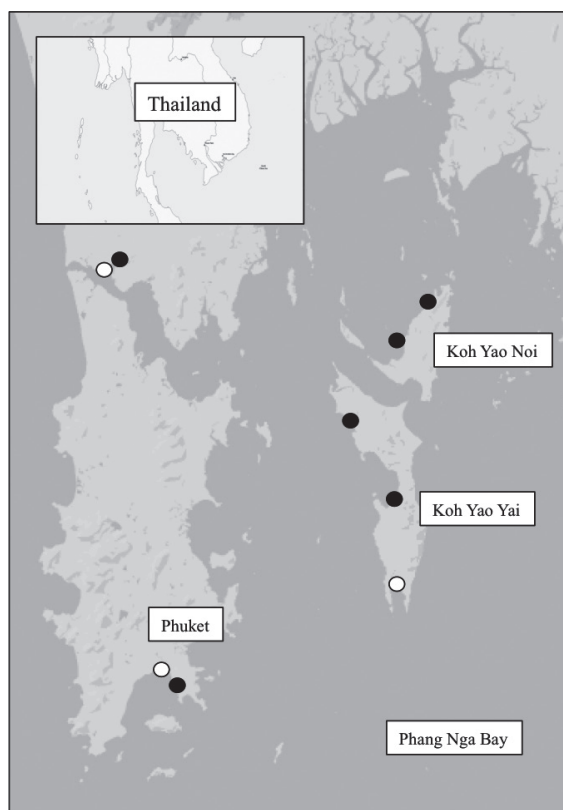 Thailand
Koh Yao Noi
Koh Yao Yai
Phuket
Phang Nga Bay